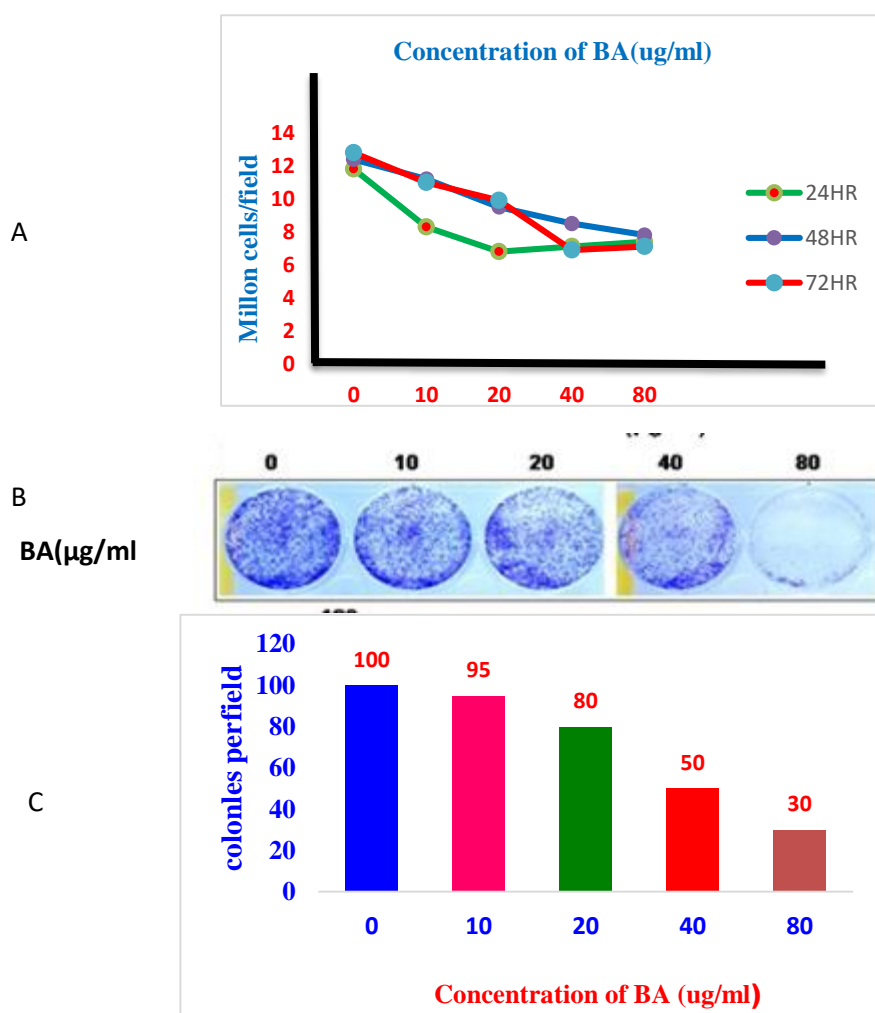 Concentration of BA(ug/ml)
A
Millon cells/field
14
12
10
8
6
4
2
0
0 10 20 40 80
24HR
48HR
72HR
B
BA(µg/ml
0 10 20 40 80
C
colonles perfield
120
100
80
60
40
20
0
100
95
80
50
30
0 10 20 40 80
Concentration of BA (ug/ml)